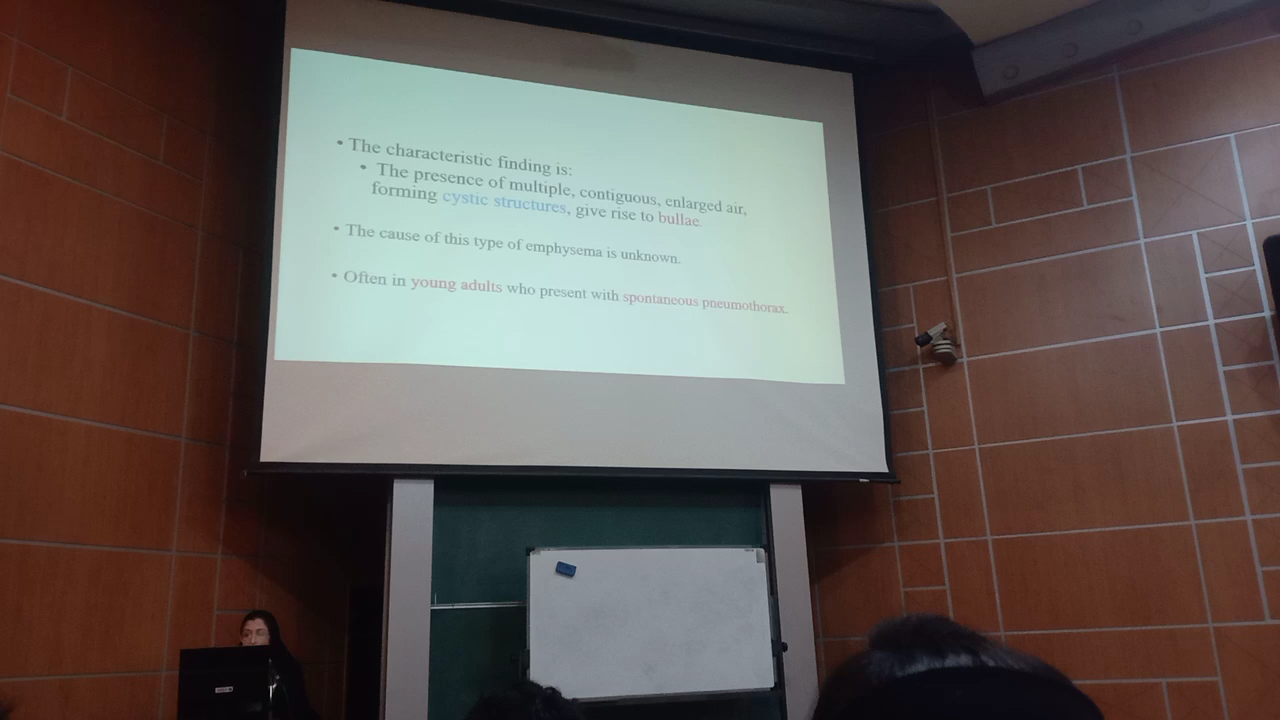 • The characteristic finding is:
• The presence of multiple, contiguous, enlarged air,
forming cystic structures, give rise to bullae.
• The cause of this type of emphysema is unknown.
• Often in young adults who present with spontaneous pneumothorax.